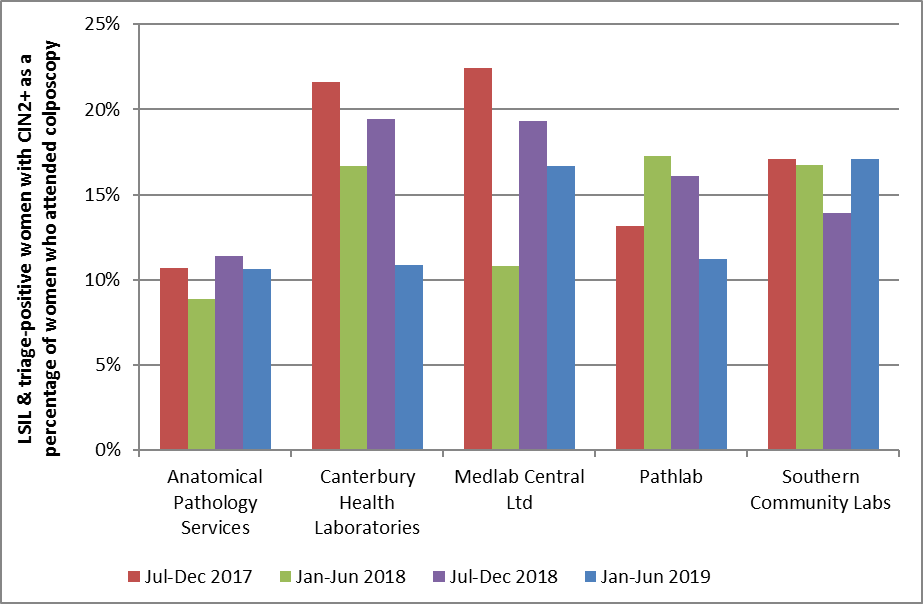 LSIL & triage-positive women with CIN2+ as a
percentage of women who attended colposcopy
25%
20%
15%
10%
5%
0%
Anatomical
Pathology
Services
Canterbury
Health
Laboratories
Medlab Central
Ltd
Pathlab
Southern
Community Labs
Jul-Dec 2017
Jan-Jun 2018
Jul-Dec 2018
Jan-Jun 2019